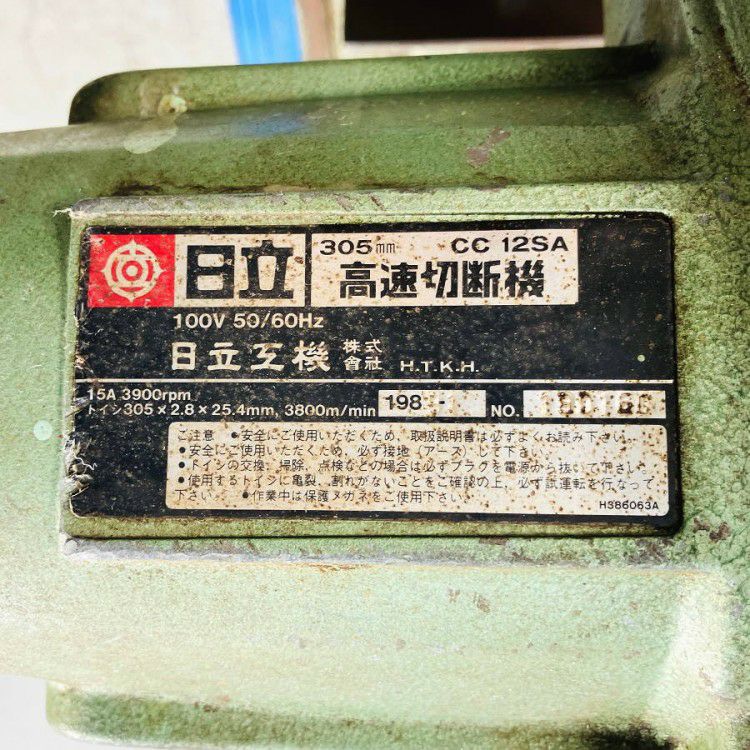 日立
305mm CC 12SA
高速切断機
100V 50/60Hz
日立工機 株式會社 H.T.K.H.
15A 3900rpm
トイシ305×2.8×25.4mm, 3800m/min 198 - NO.
ご注意 ●安全にご使用いただくため、取扱説明書は必ずよくお読み下さい。
●安全にご使用いただくため、必ず接地(アース)して下さい。
●トイシの交換、掃除、点検などの場合は必ずプラグを電源から抜いて下さい。
●使用するトイシに亀裂、割れがないことをご確認の上、必ず試運転を行なって
下さい。 ●作業中は保護メガネをご使用下さい。
H386063A